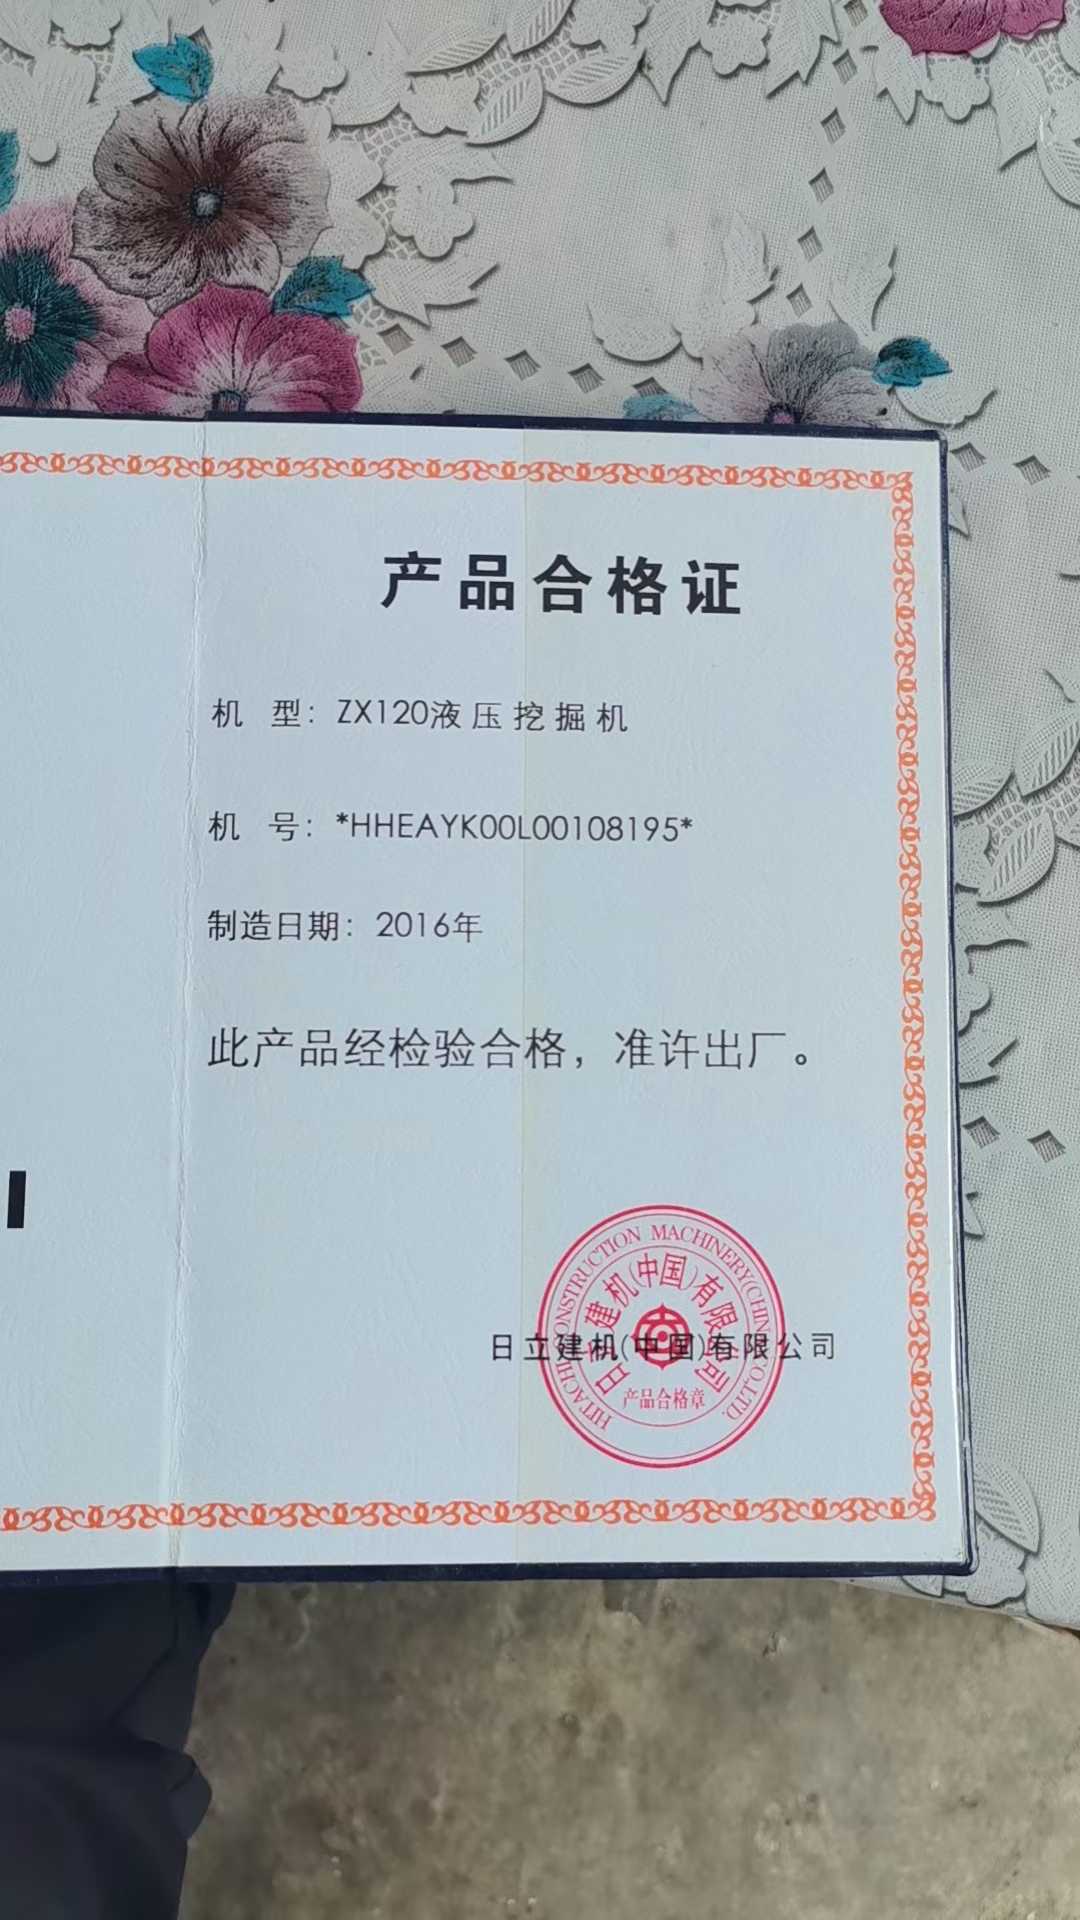 产品合格证
机 型：ZX120液压挖掘机
机 号：*HHEAYK00L00108195*
制造日期：2016年
此产品经检验合格，准许出厂。
HITACHI CONSTRUCTION MACHINERY(CHINA)CO.LTD.
日立建机(中国)有限公司
日立建机(中国)有限公司
产品合格章